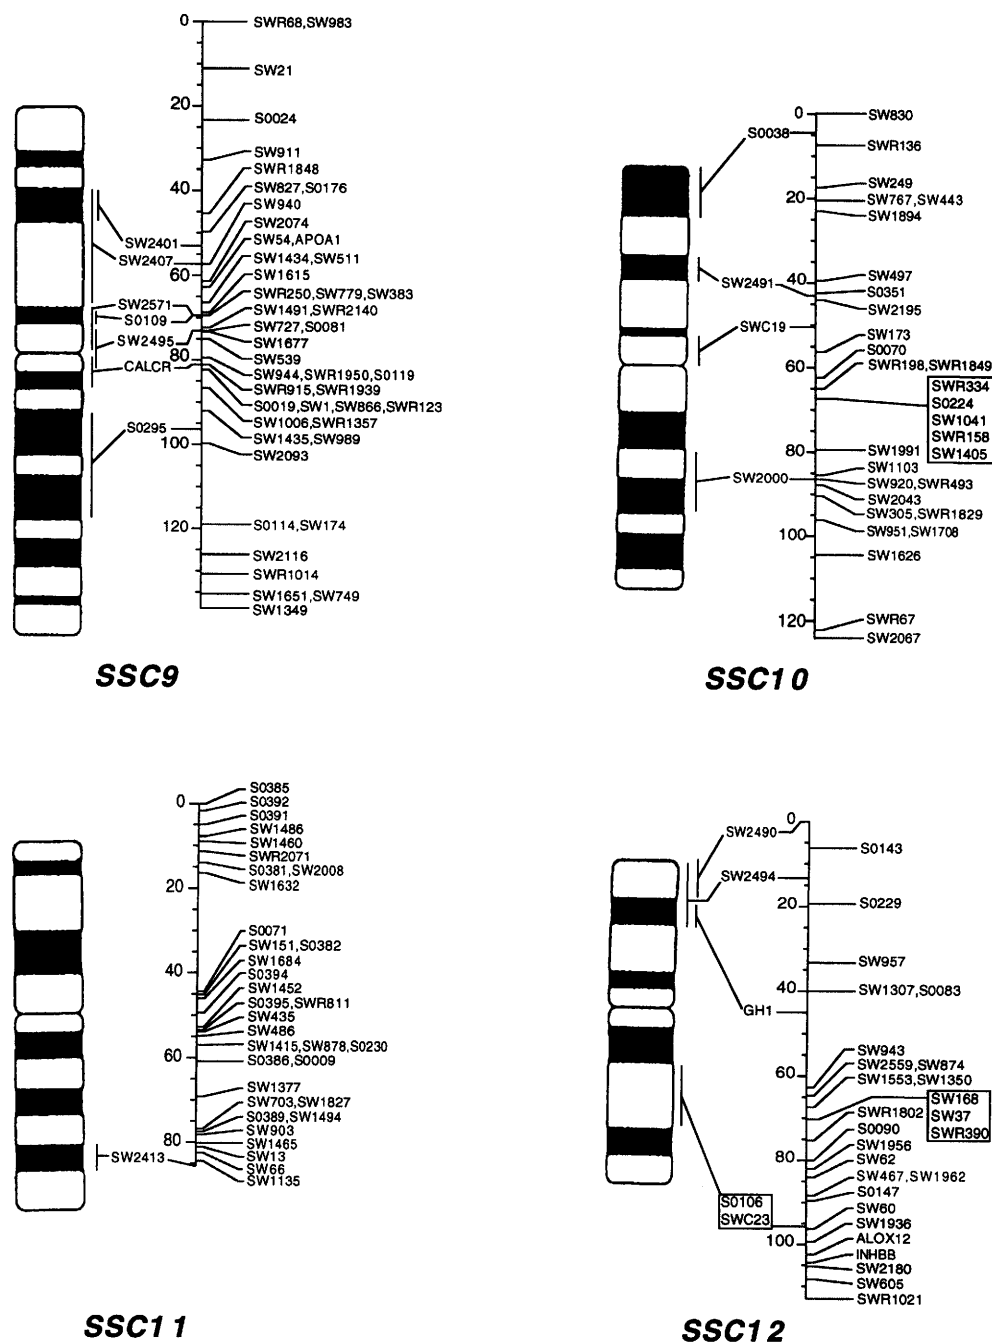 0
SWR68,SW983
SW21
20
S0024
SW911
SWR1848
40
SW827,S0176
SW940
SW2074
SW2401
SW54,APOA1
SW2407
SW1434,SW511
60
SW1615
SW2571
SWR250,SW779,SW383
S0109
SW1491,SWR2140
SW727,S0081
SW2495
SW1677
80
SW539
CALCR
SW944,SWR1950,S0119
SWR915,SWR1939
S0019,SW1,SW866,SWR123
SW1006,SWR1357
S0295
SW1435,SW989
100
SW2093
120
S0114,SW174
SW2116
SWR1014
SW1651,SW749
SW1349
SSC9
0
SW830
S0038
SWR136
SW249
20
SW767,SW443
SW1894
SW497
40
SW2491
S0351
SW2195
SWC19
SW173
S0070
60
SWR198,SWR1849
SWR334
S0224
SW1041
SWR158
SW1405
80
SW1991
SW1103
SW2000
SW920,SWR493
SW2043
SW305,SWR1829
100
SW951,SW1708
SW1626
120
SWR67
SW2067
SSC10
0
S0385
S0392
S0391
SW1486
SW1460
SWR2071
S0381,SW2008
20
SW1632
S0071
SW151,S0382
40
SW1684
S0394
SW1452
S0395,SWR811
SW435
SW486
60
SW1415,SW878,S0230
S0386,S0009
SW1377
SW703,SW1827
S0389,SW1494
SW903
80
SW1465
SW2413
SW13
SW66
SW1135
SSC11
0
SW2490
S0143
SW2494
20
S0229
SW957
40
SW1307,S0083
GH1
SW943
60
SW2559,SW874
SW1553,SW1350
SW168
SW37
SWR390
SWR1802
S0090
80
SW1956
SW62
SW467,SW1962
S0147
S0106
SWC23
SW60
SW1936
100
ALOX12
INHBB
SW2180
SW605
SWR1021
SSC12